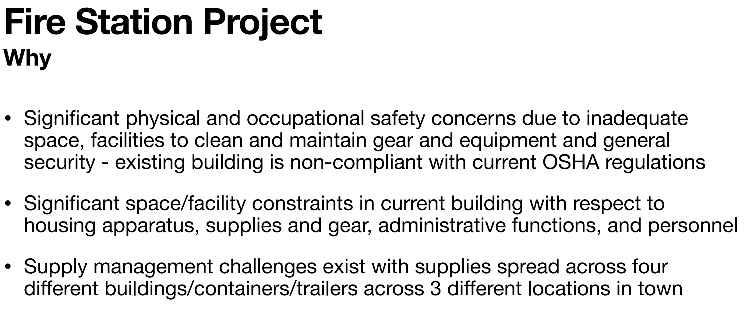 Fire Station Project
Why
• Significant physical and occupational safety concerns due to inadequate
space, facilities to clean and maintain gear and equipment and general
security - existing building is non-compliant with current OSHA regulations
• Significant space/facility constraints in current building with respect to
housing apparatus, supplies and gear, administrative functions, and personnel
• Supply management challenges exist with supplies spread across four
different buildings/containers/trailers across 3 different locations in town